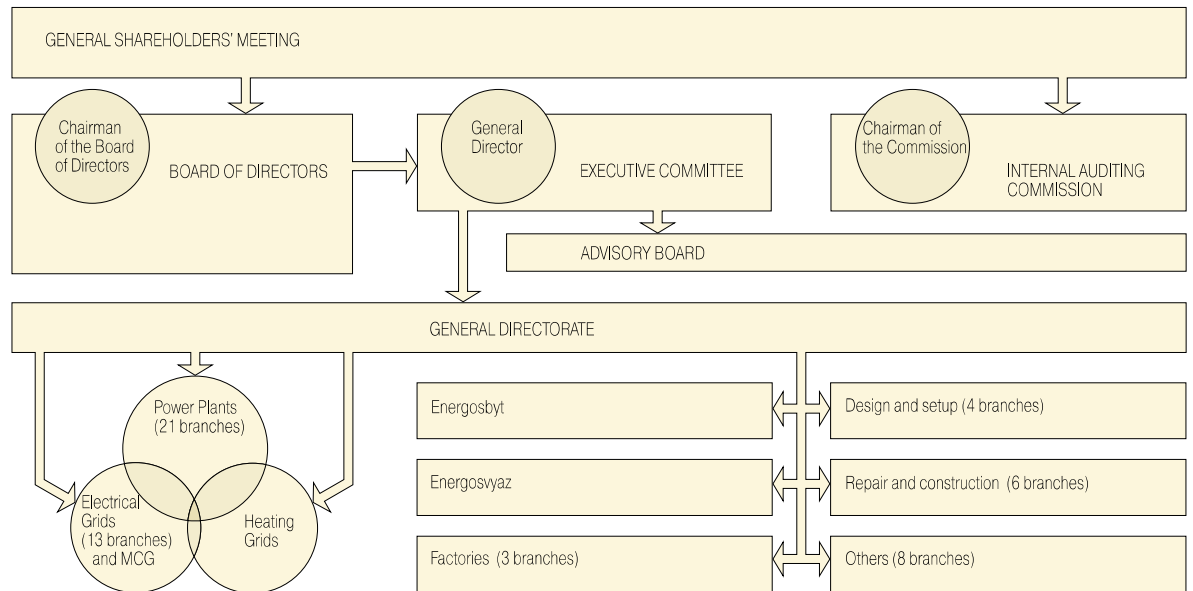 GENERAL SHAREHOLDERS' MEETING
Chairman
of the Board
of Directors
BOARD OF DIRECTORS
General
Director
EXECUTIVE COMMITTEE
Chairman of
the Commission
INTERNAL AUDITING
COMMISSION
ADVISORY BOARD
GENERAL DIRECTORATE
Power Plants
(21 branches)
Electrical
Grids
(13 branches)
and MCG
Heating
Grids
Energosbyt
Design and setup (4 branches)
Energosvyaz
Repair and construction (6 branches)
Factories (3 branches)
Others (8 branches)